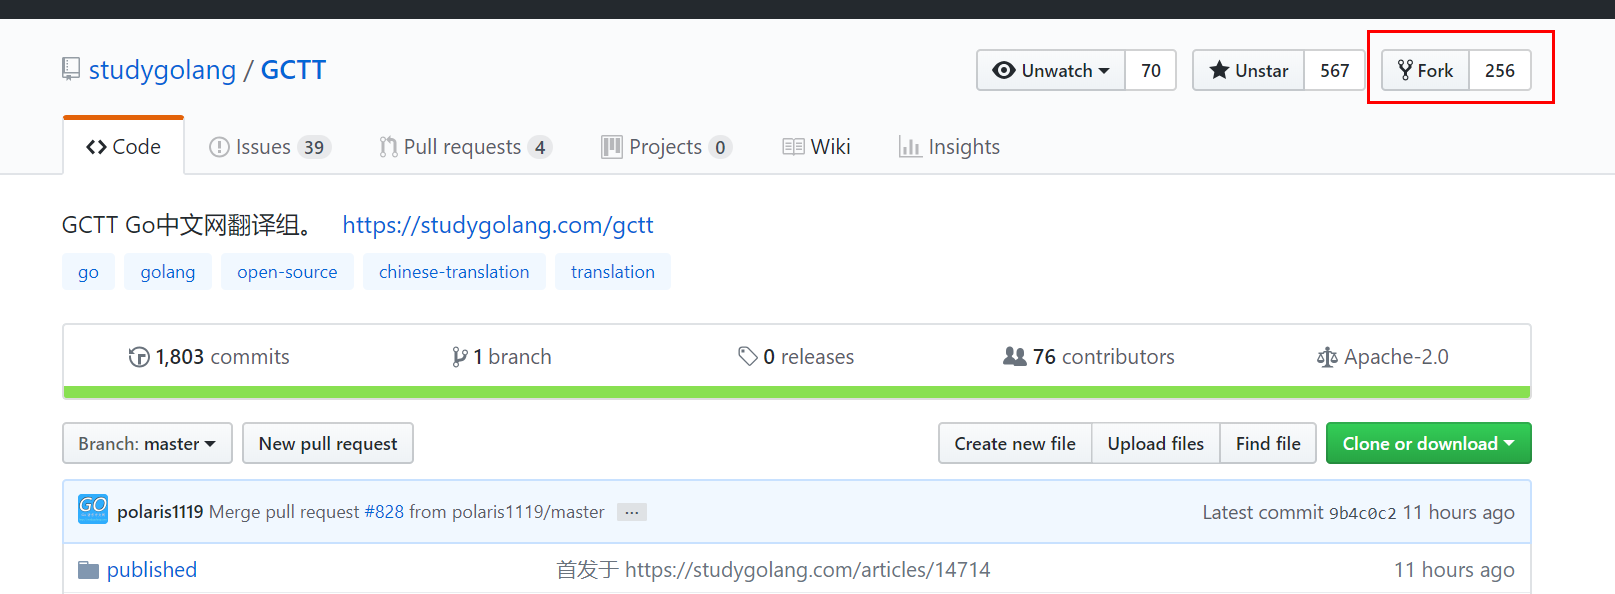 studygolang / GCTT Unwatch 70 Unstar 567 Fork 256
Code Issues 39 Pull requests 4 Projects 0 Wiki Insights
GCTT Go中文网翻译组。 https://studygolang.com/gctt
go golang open-source chinese-translation translation
1,803 commits 1 branch 0 releases 76 contributors Apache-2.0
Branch: master New pull request Create new file Upload files Find file Clone or download
GO polaris1119 Merge pull request #828 from polaris1119/master ... Latest commit 9b4c0c2 11 hours ago
published 首发于 https://studygolang.com/articles/14714 11 hours ago